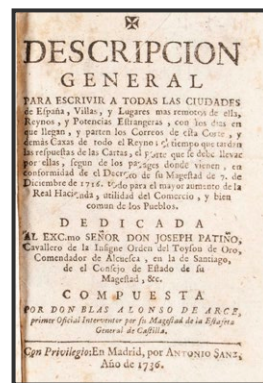 DESCRIPCION
GENERAL
PARA ESCRIVIR A TODAS LAS CIUDADES
de España, Villas, y Lugares mas remotos de ella,
Reynos, y Potencias Estrangeras, con los dias en
que llegan, y parten los Correos de esta Corte, y
demás Caxas de todo el Reyno: el tiempo que tardan
las respuestas de las Cartas, el porte que se debe llevar
por ellas, segun de los parages donde vienen, en
conformidad de el Decreto de su Magestad de 7. de
Diciembre de 1716. todo para el mayor aumento de la
Real Hacienda, utilidad del Comercio, y bien
comun de los Pueblos.
DEDICADA
AL EXC.mo SEÑOR DON JOSEPH PATIÑO,
Cavallero de la Insigne Orden del Toyson de Oro,
Comendador de Alcuesca, en la de Santiago,
de el Consejo de Estado de su
Magestad, &c.
COMPUESTA
POR DON BLAS ALONSO DE ARCE,
primer Oficial Interventor por su Magestad de la Estafeta
General de Castilla.
Con Privilegio: En Madrid, por ANTONIO SANZ,
Año de 1736.